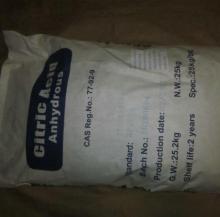 Citric Acid
Anhydrous
CAS Reg.No.: 77-92-9
Standard:
Each No.:
Production date:
G.W.:25.2kg
N.W.:25kg
Shelf life:2 years